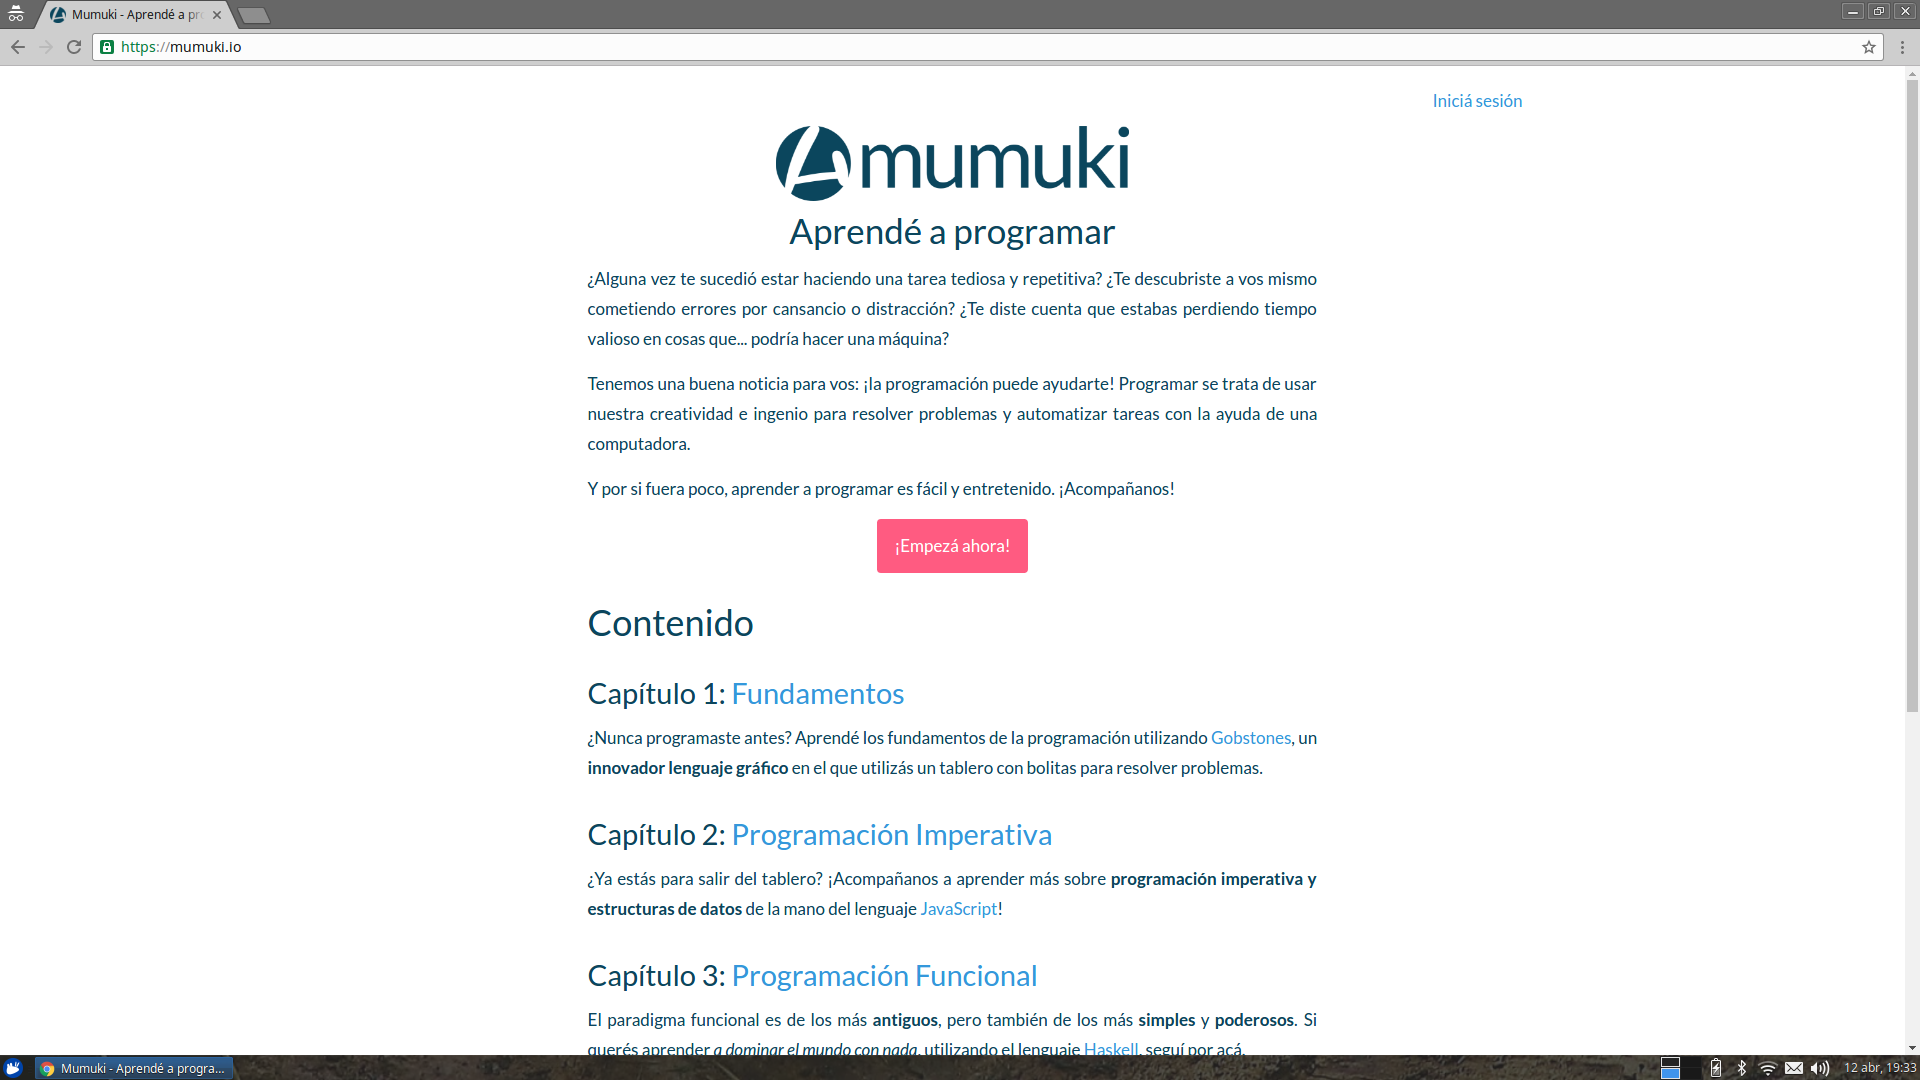 Mumuki - Aprendé a pr
https://mumuki.io
Iniciá sesión
mumuki
Aprendé a programar
¿Alguna vez te sucedió estar haciendo una tarea tediosa y repetitiva? ¿Te descubriste a vos mismo
cometiendo errores por cansancio o distracción? ¿Te diste cuenta que estabas perdiendo tiempo
valioso en cosas que... podría hacer una máquina?
Tenemos una buena noticia para vos: ¡la programación puede ayudarte! Programar se trata de usar
nuestra creatividad e ingenio para resolver problemas y automatizar tareas con la ayuda de una
computadora.
Y por si fuera poco, aprender a programar es fácil y entretenido. ¡Acompañanos!
¡Empezá ahora!
Contenido
Capítulo 1: Fundamentos
¿Nunca programaste antes? Aprendé los fundamentos de la programación utilizando Gobstones, un
innovador lenguaje gráfico en el que utilizás un tablero con bolitas para resolver problemas.
Capítulo 2: Programación Imperativa
¿Ya estás para salir del tablero? ¡Acompañanos a aprender más sobre programación imperativa y
estructuras de datos de la mano del lenguaje JavaScript!
Capítulo 3: Programación Funcional
El paradigma funcional es de los más antiguos, pero también de los más simples y poderosos. Si
querés aprender a dominar el mundo con nada, utilizando el lenguaje Haskell, seguí por acá.
Mumuki - Aprendé a progra...
12 abr, 19:33